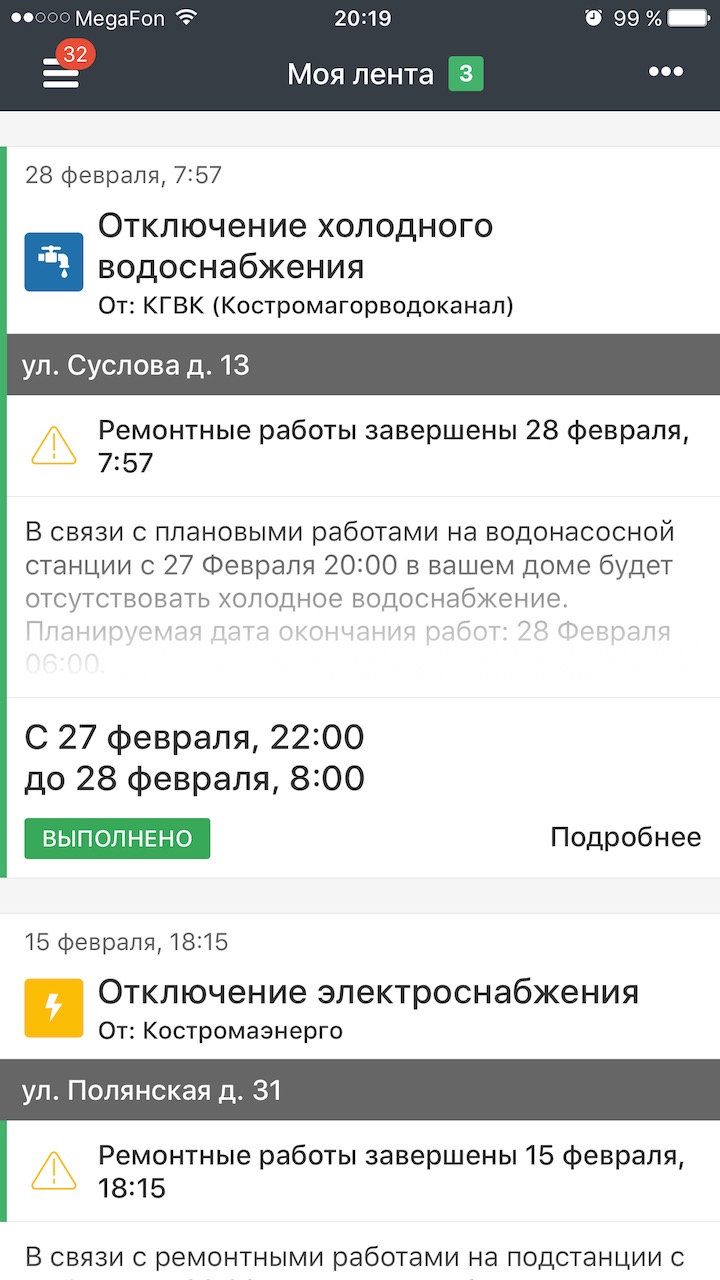 MegaFon 20:19 99 %
32
Моя лента 3
28 февраля, 7:57
Отключение холодного
водоснабжения
От: КГВК (Костромагорводоканал)
ул. Суслова д. 13
Ремонтные работы завершены 28 февраля,
7:57
В связи с плановыми работами на водонасосной
станции с 27 Февраля 20:00 в вашем доме будет
отсутствовать холодное водоснабжение.
Планируемая дата окончания работ: 28 Февраля
06:00.
С 27 февраля, 22:00
до 28 февраля, 8:00
ВЫПОЛНЕНО Подробнее
15 февраля, 18:15
Отключение электроснабжения
От: Костромаэнерго
ул. Полянская д. 31
Ремонтные работы завершены 15 февраля,
18:15
В связи с ремонтными работами на подстанции с